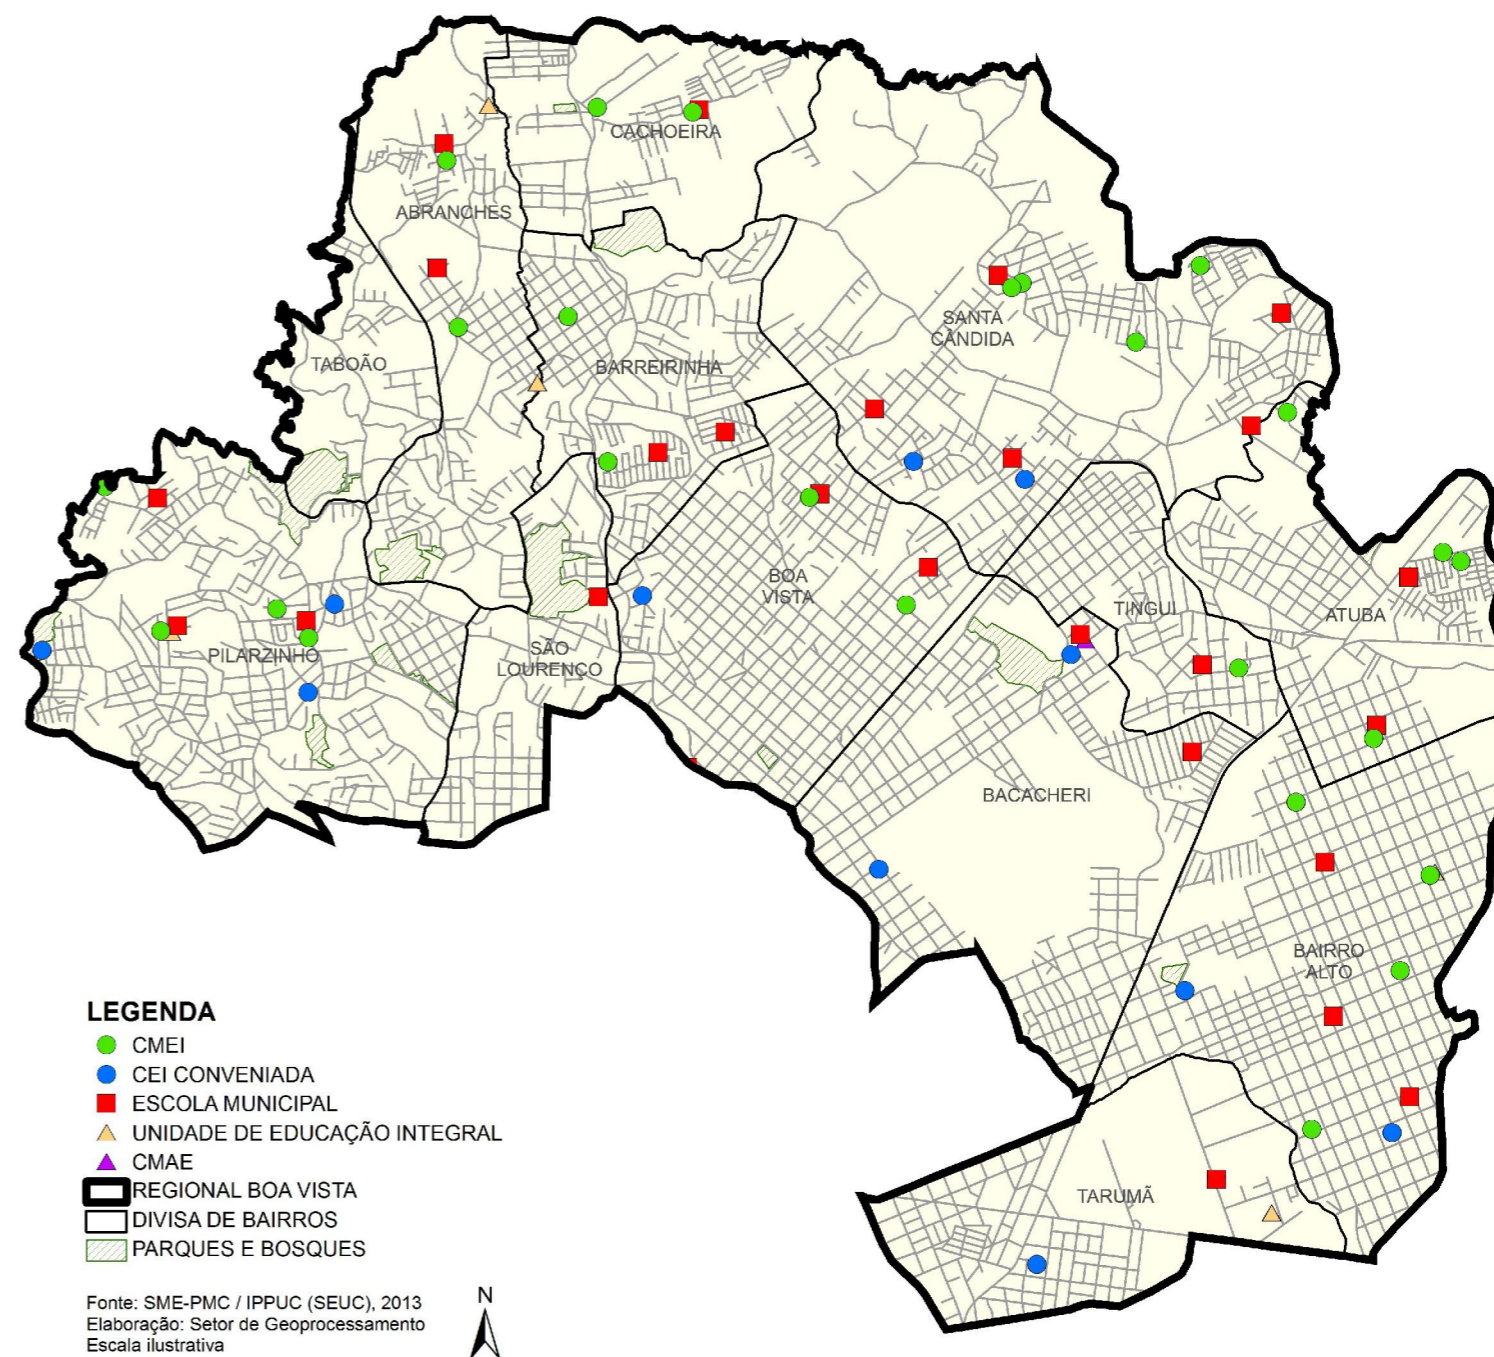 CACHOEIRA
ABRANCHES
SANTA
CÂNDIDA
TABOÃO
BARREIRINHA
BOA
VISTA
TINGUI
ATUBA
PILARZINHO
SÃO
LOURENÇO
BACACHERI
BAIRRO
ALTO
TARUMÃ
LEGENDA
CMEI
CEI CONVENIADA
ESCOLA MUNICIPAL
UNIDADE DE EDUCAÇÃO INTEGRAL
CMAE
REGIONAL BOA VISTA
DIVISA DE BAIRROS
PARQUES E BOSQUES
Fonte: SME-PMC / IPPUC (SEUC), 2013
Elaboração: Setor de Geoprocessamento
Escala ilustrativa
N